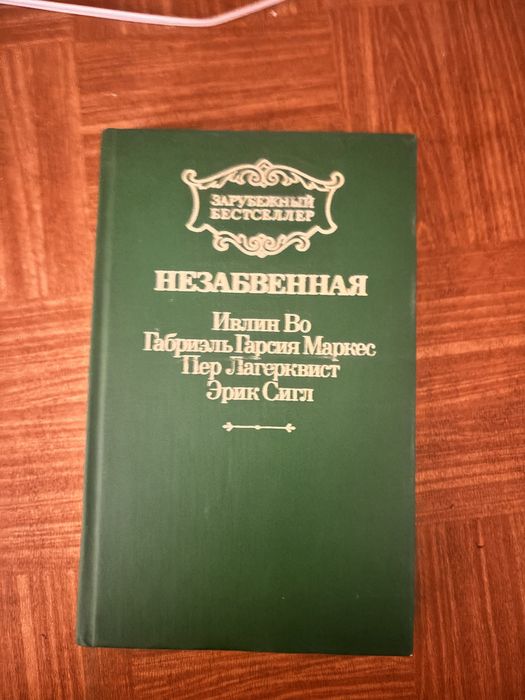 ЗАРУБЕЖНЫЙ
БЕСТСЕЛЛЕР
НЕЗАБВЕННАЯ
Ивлин Во
Габриэль Гарсия Маркес
Пер Лагерквист
Эрик Сигл